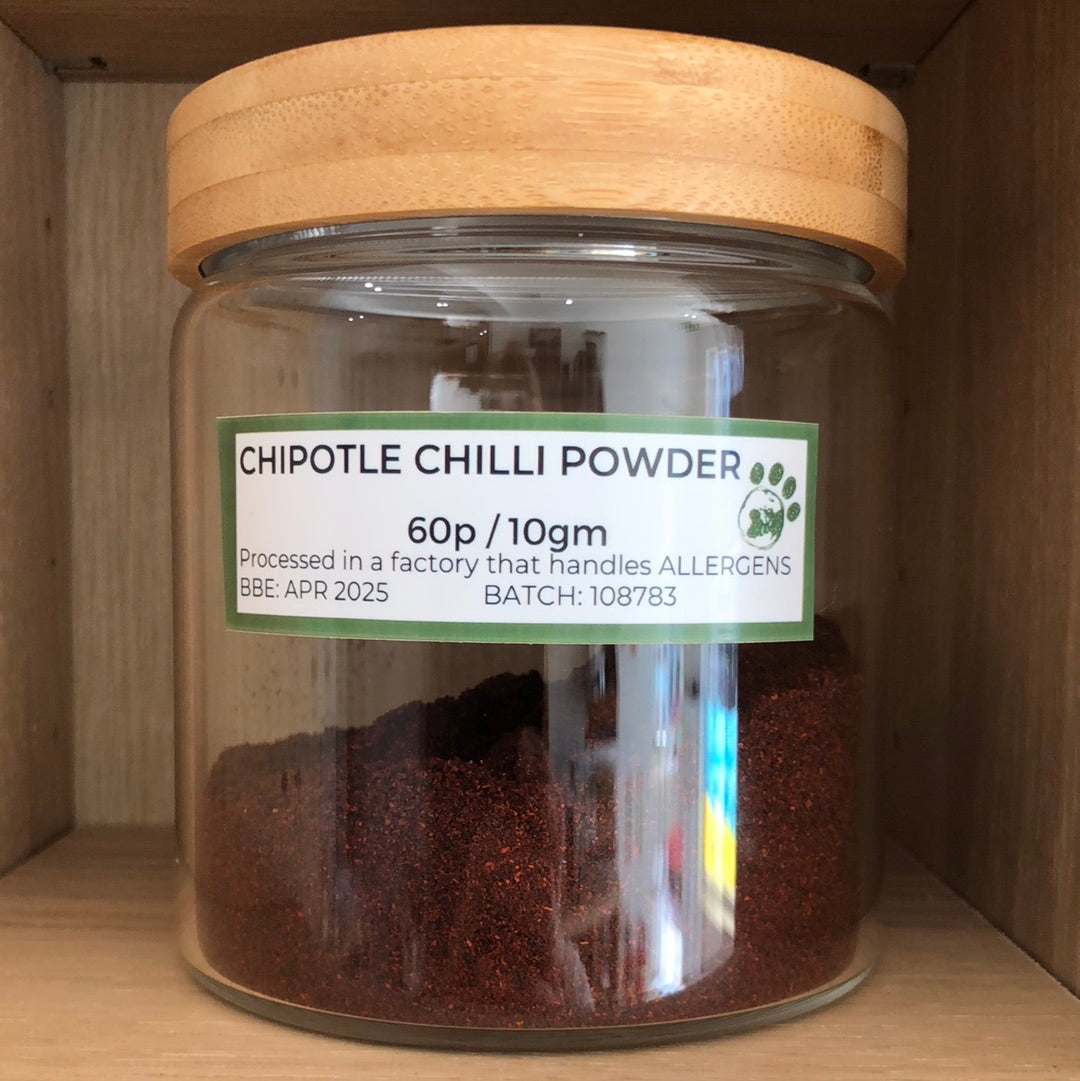 CHIPOTLE CHILLI POWDER
60p / 10gm
Processed in a factory that handles ALLERGENS
BBE: APR 2025 BATCH: 108783